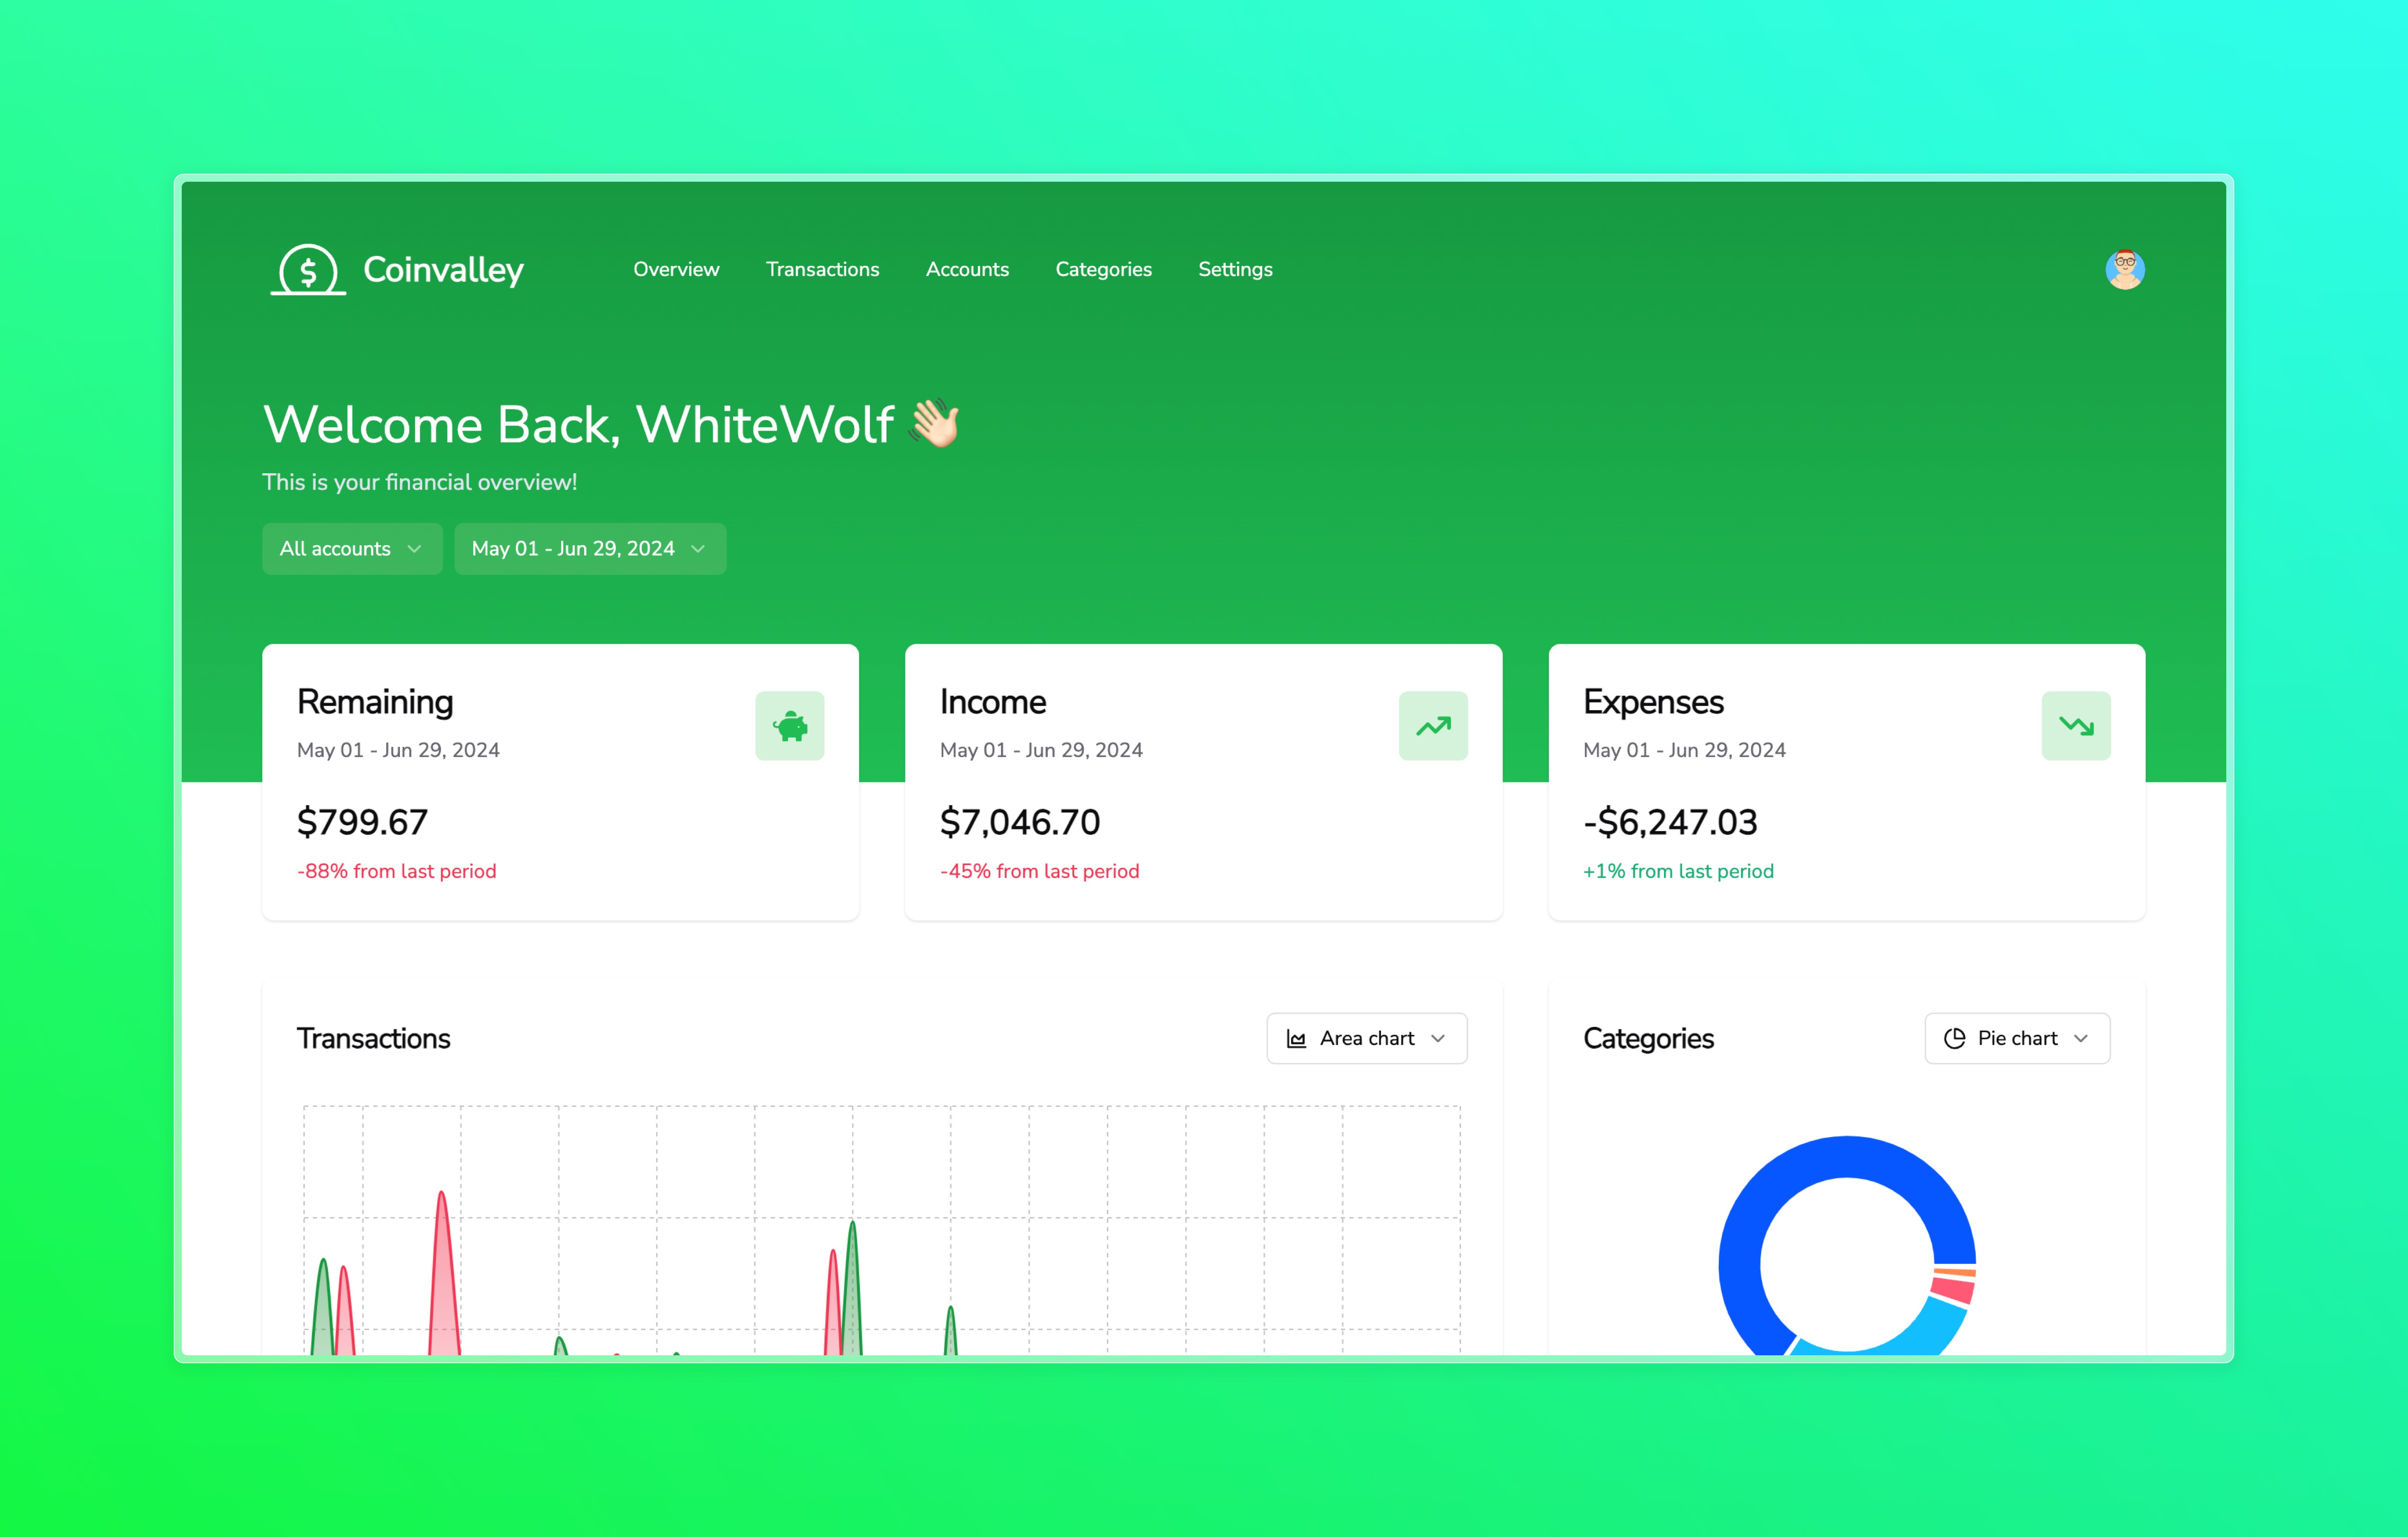 Coinvalley
Overview Transactions Accounts Categories Settings
Welcome Back, WhiteWolf 👋🏻
This is your financial overview!
All accounts
May 01 - Jun 29, 2024
Remaining
May 01 - Jun 29, 2024
$799.67
-88% from last period
Income
May 01 - Jun 29, 2024
$7,046.70
-45% from last period
Expenses
May 01 - Jun 29, 2024
-$6,247.03
+1% from last period
Transactions
Area chart
Categories
Pie chart